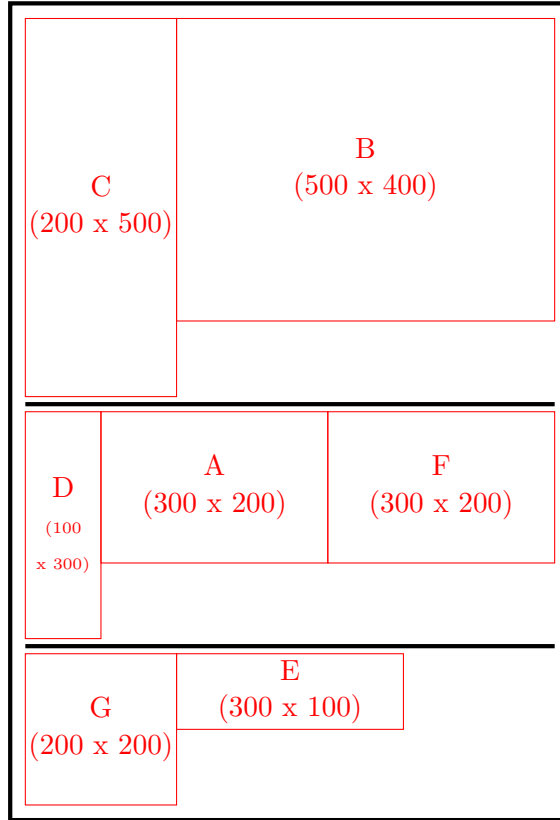 C
(200 x 500)
B
(500 x 400)
D
(100
x 300)
A
(300 x 200)
F
(300 x 200)
G
(200 x 200)
E
(300 x 100)